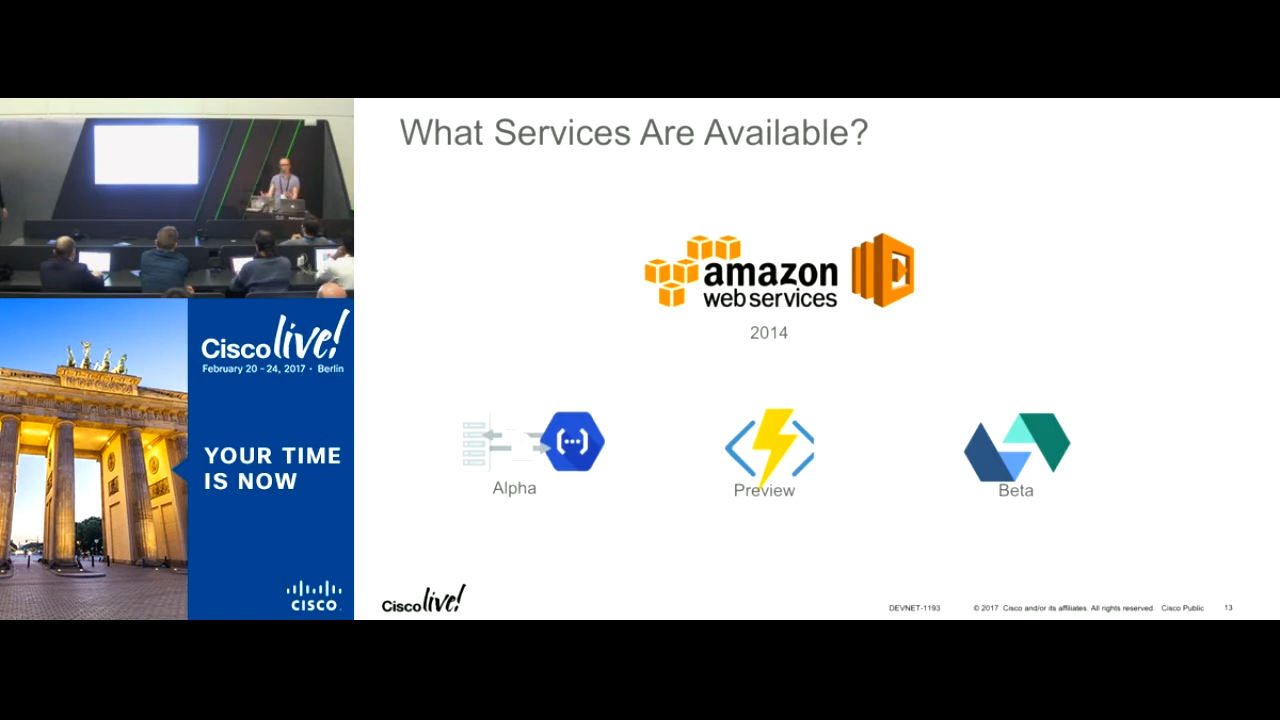 What Services Are Available?
amazon
web services
2014
Alpha
Preview
Beta
Cisco live!
February 20 - 24, 2017 · Berlin
YOUR TIME
IS NOW
CISCO
Cisco live!
DEVNET-1193
© 2017 Cisco and/or its affiliates. All rights reserved. Cisco Public
13